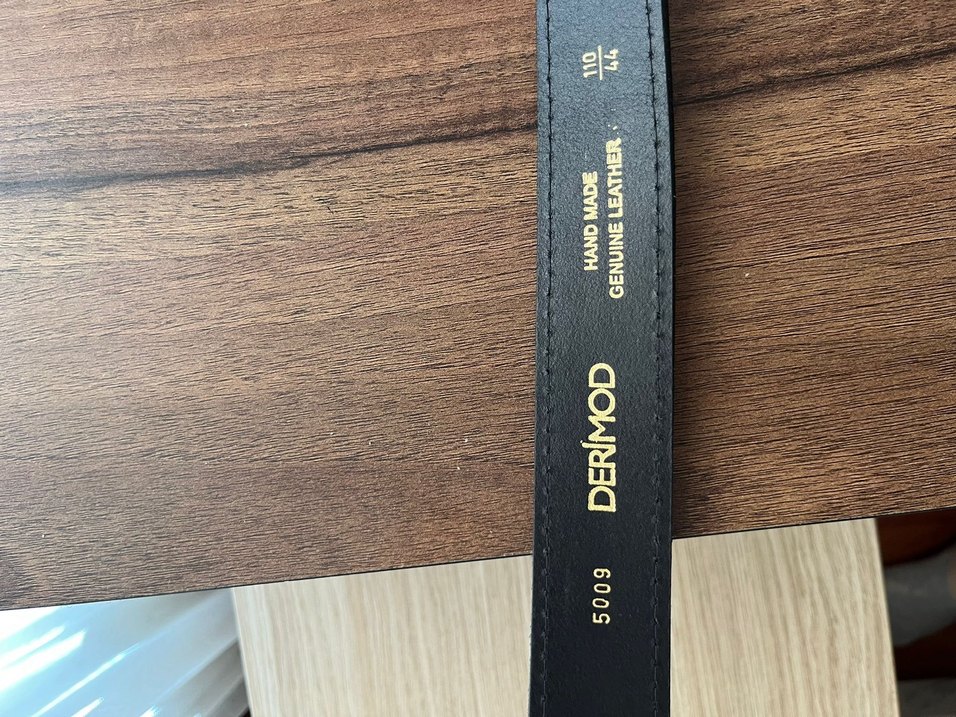 5009
DERİMOD
HAND MADE
GENUINE LEATHER
110
44